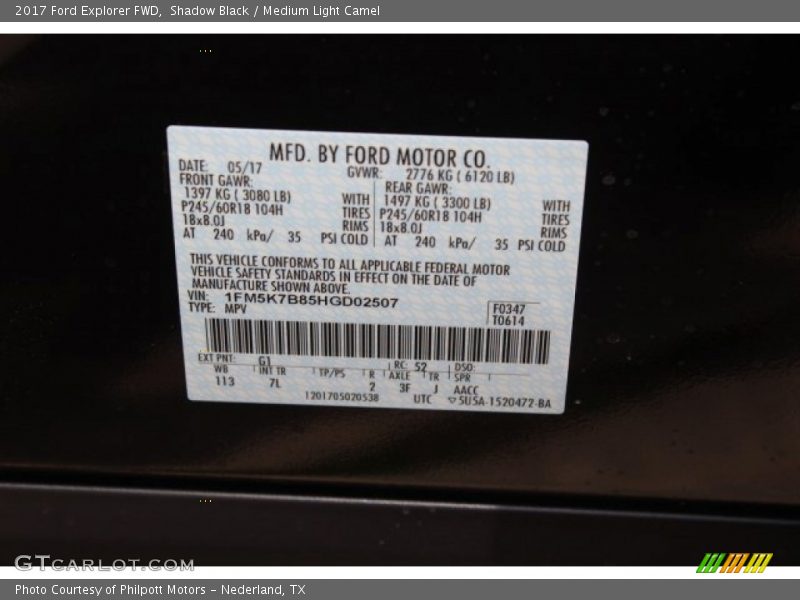 2017 Ford Explorer FWD,  Shadow Black / Medium Light Camel
MFD. BY FORD MOTOR CO.
DATE: 05/17 GVWR: 2776 KG ( 6120 LB)
FRONT GAWR: REAR GAWR:
1397 KG ( 3080 LB) WITH 1497 KG ( 3300 LB) WITH
P245/60R18 104H TIRES P245/60R18 104H TIRES
18x8.0J RIMS 18x8.0J RIMS
AT 240 kPa/ 35 PSI COLD AT 240 kPa/ 35 PSI COLD
THIS VEHICLE CONFORMS TO ALL APPLICABLE FEDERAL MOTOR
VEHICLE SAFETY STANDARDS IN EFFECT ON THE DATE OF
MANUFACTURE SHOWN ABOVE.
VIN: 1FM5K7B85HGD02507 F0347
TYPE: MPV T0614
EXT PNT: G1 RC: 52 DSO:
WB INT TR TP/PS R AXLE TR SPR
113 7L 2 3F J AACC
1201705020538 UTC ▽5U5A-1520472-BA
GTCARLOT.COM
Photo Courtesy of Philpott Motors - Nederland, TX